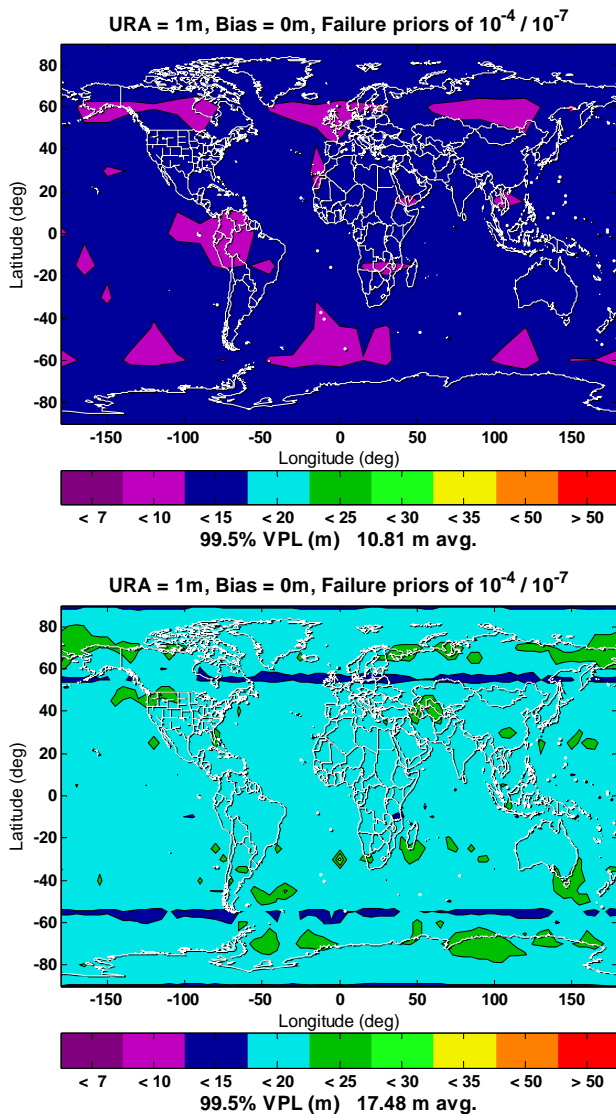 URA = 1m, Bias = 0m, Failure priors of 10^-4 / 10^-7
80
60
40
20
0
-20
-40
-60
-80
Latitude (deg)
-150 -100 -50 0 50 100 150
Longitude (deg)
< 7 < 10 < 15 < 20 < 25 < 30 < 35 < 50 > 50
99.5% VPL (m) 10.81 m avg.
URA = 1m, Bias = 0m, Failure priors of 10^-4 / 10^-7
80
60
40
20
0
-20
-40
-60
-80
Latitude (deg)
-150 -100 -50 0 50 100 150
Longitude (deg)
< 7 < 10 < 15 < 20 < 25 < 30 < 35 < 50 > 50
99.5% VPL (m) 17.48 m avg.